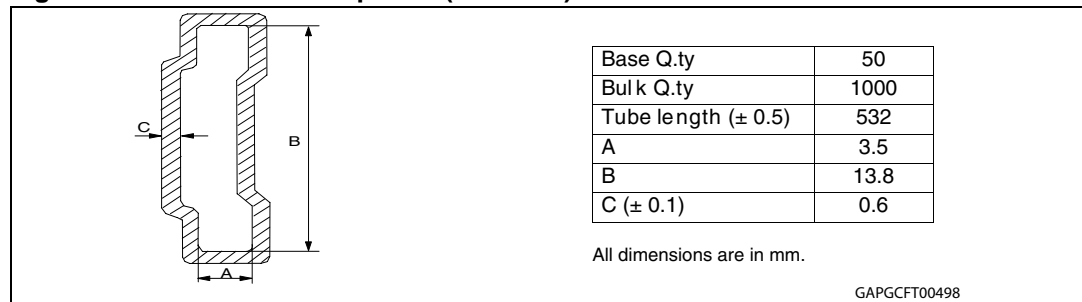 C
B
A
Base Q.ty 50
Bulk Q.ty 1000
Tube length (± 0.5) 532
A 3.5
B 13.8
C (± 0.1) 0.6
All dimensions are in mm.
GAPGCFT00498